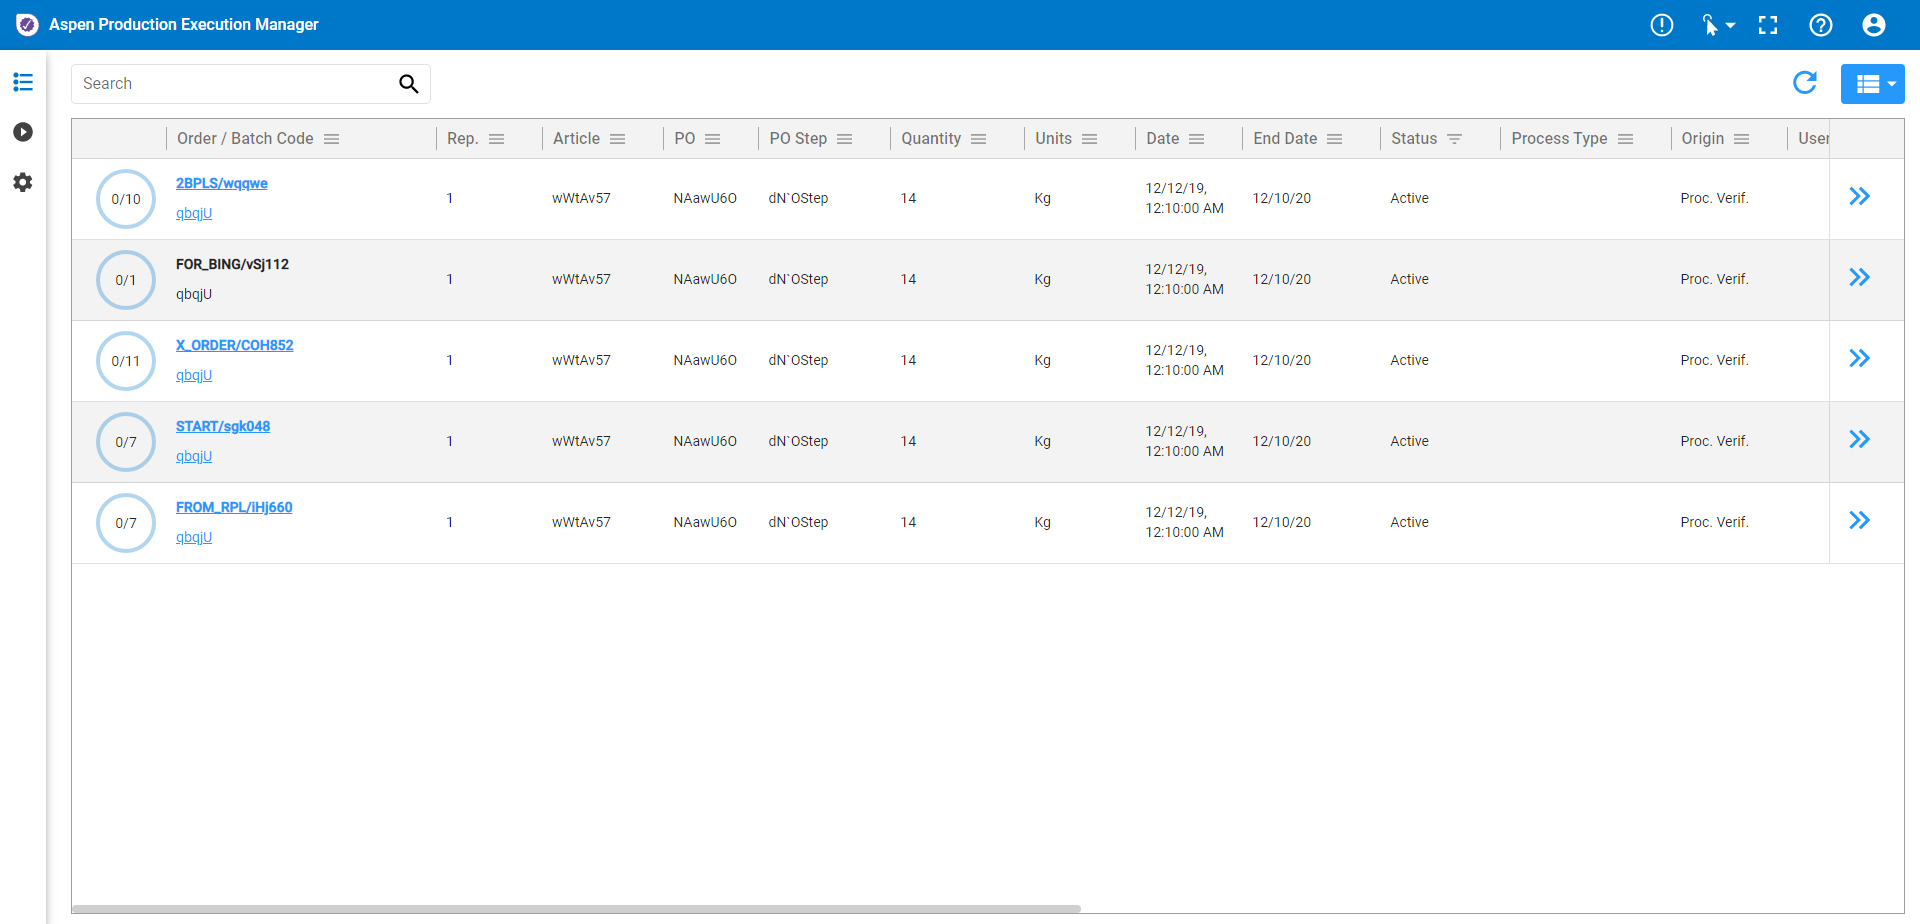 Aspen Production Execution Manager
Search
Order / Batch Code Rep. Article PO PO Step Quantity Units Date End Date Status Process Type Origin User
0/10 2BPLS/wqqwe qbqjU 1 wWtAv57 NAawU6O dN`OStep 14 Kg 12/12/19, 12:10:00 AM 12/10/20 Active Proc. Verif.
0/1 FOR_BING/vSj112 qbqjU 1 wWtAv57 NAawU6O dN`OStep 14 Kg 12/12/19, 12:10:00 AM 12/10/20 Active Proc. Verif.
0/11 X_ORDER/COH852 qbqjU 1 wWtAv57 NAawU6O dN`OStep 14 Kg 12/12/19, 12:10:00 AM 12/10/20 Active Proc. Verif.
0/7 START/sgk048 qbqjU 1 wWtAv57 NAawU6O dN`OStep 14 Kg 12/12/19, 12:10:00 AM 12/10/20 Active Proc. Verif.
0/7 FROM_RPL/iHj660 qbqjU 1 wWtAv57 NAawU6O dN`OStep 14 Kg 12/12/19, 12:10:00 AM 12/10/20 Active Proc. Verif.